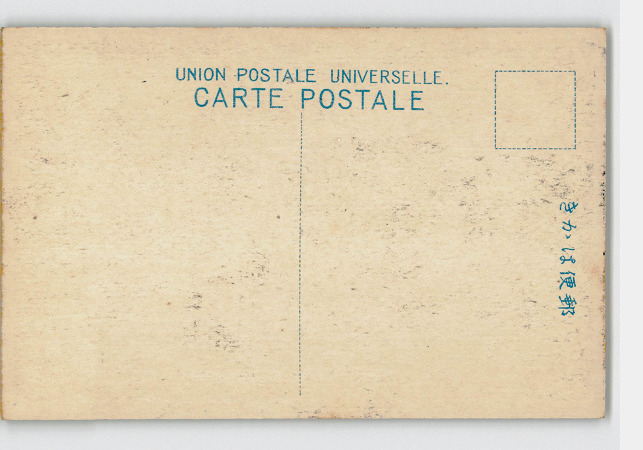 UNION POSTALE UNIVERSELLE.
CARTE POSTALE
郵便はかき